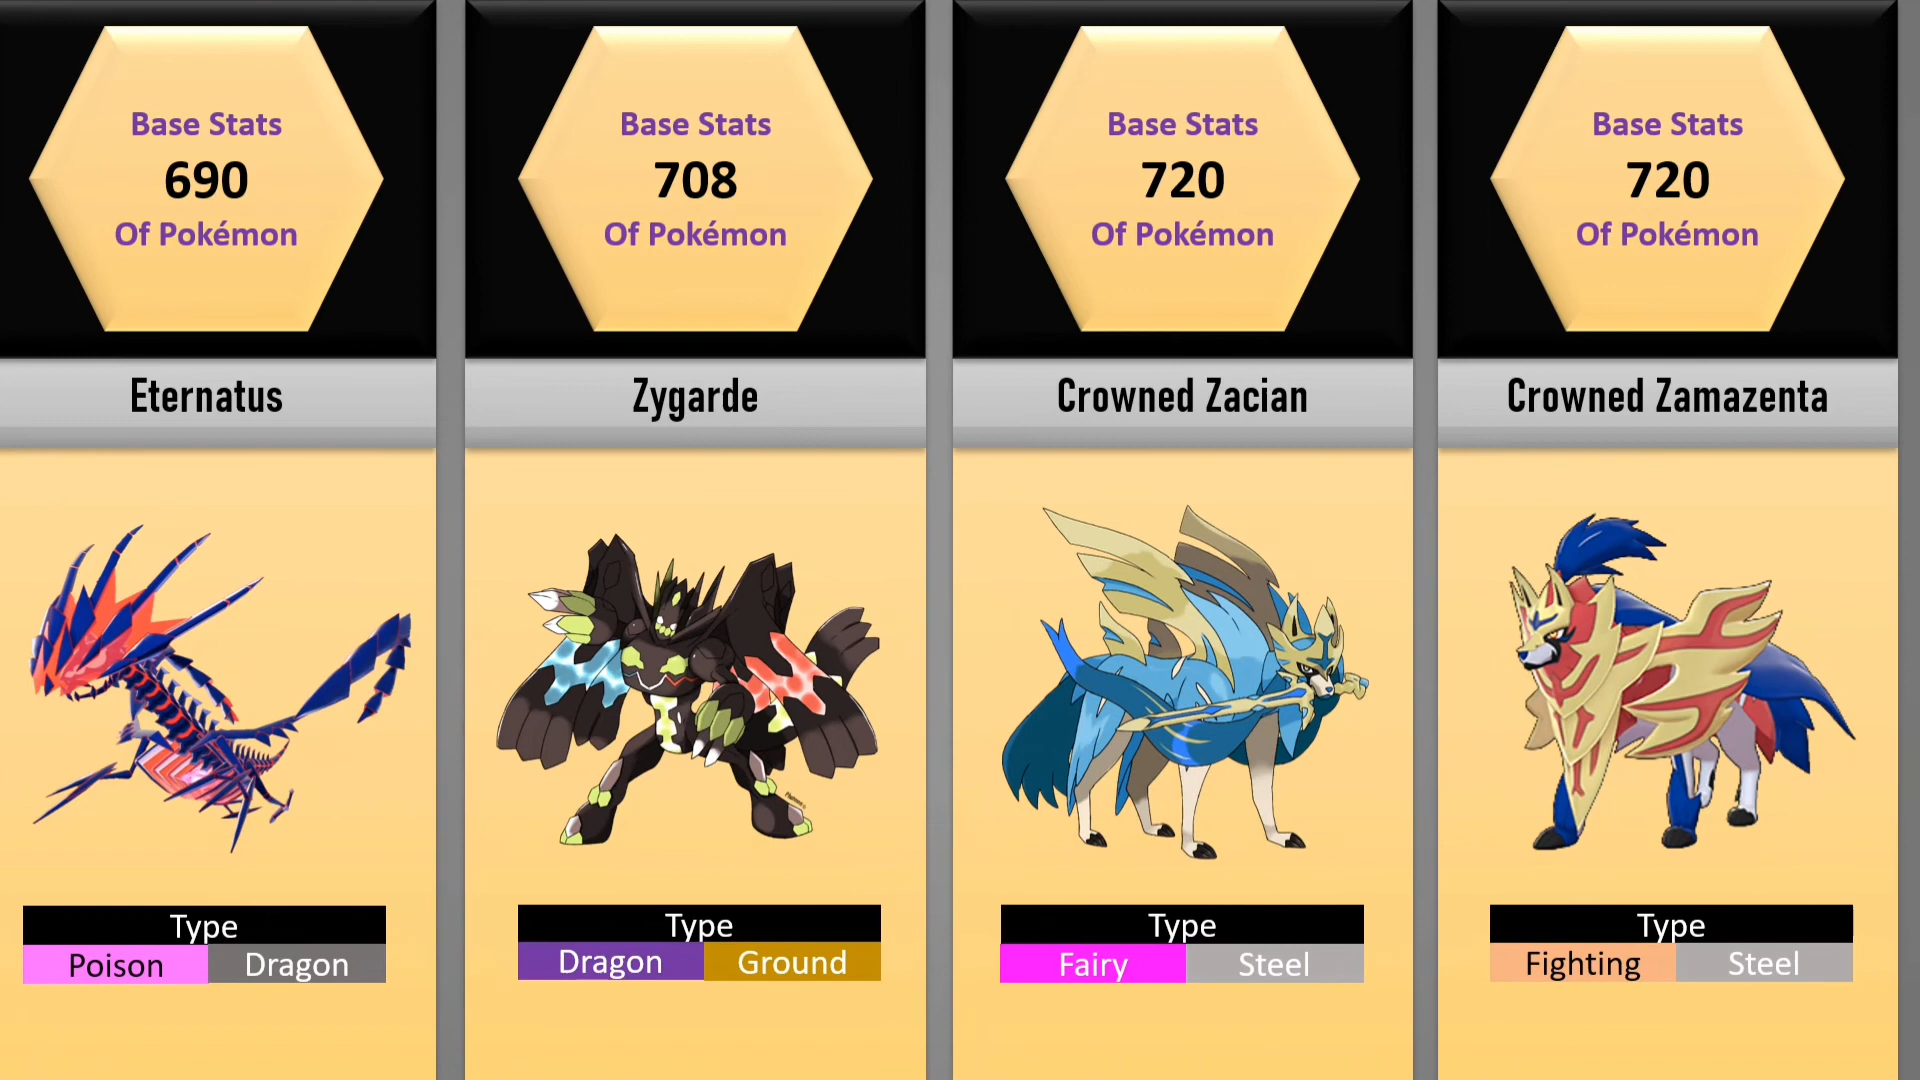 Base Stats
690
Of Pokémon
Eternatus
Type
Poison Dragon
Base Stats
708
Of Pokémon
Zygarde
Type
Dragon Ground
Base Stats
720
Of Pokémon
Crowned Zacian
Type
Fairy Steel
Base Stats
720
Of Pokémon
Crowned Zamazenta
Type
Fighting Steel